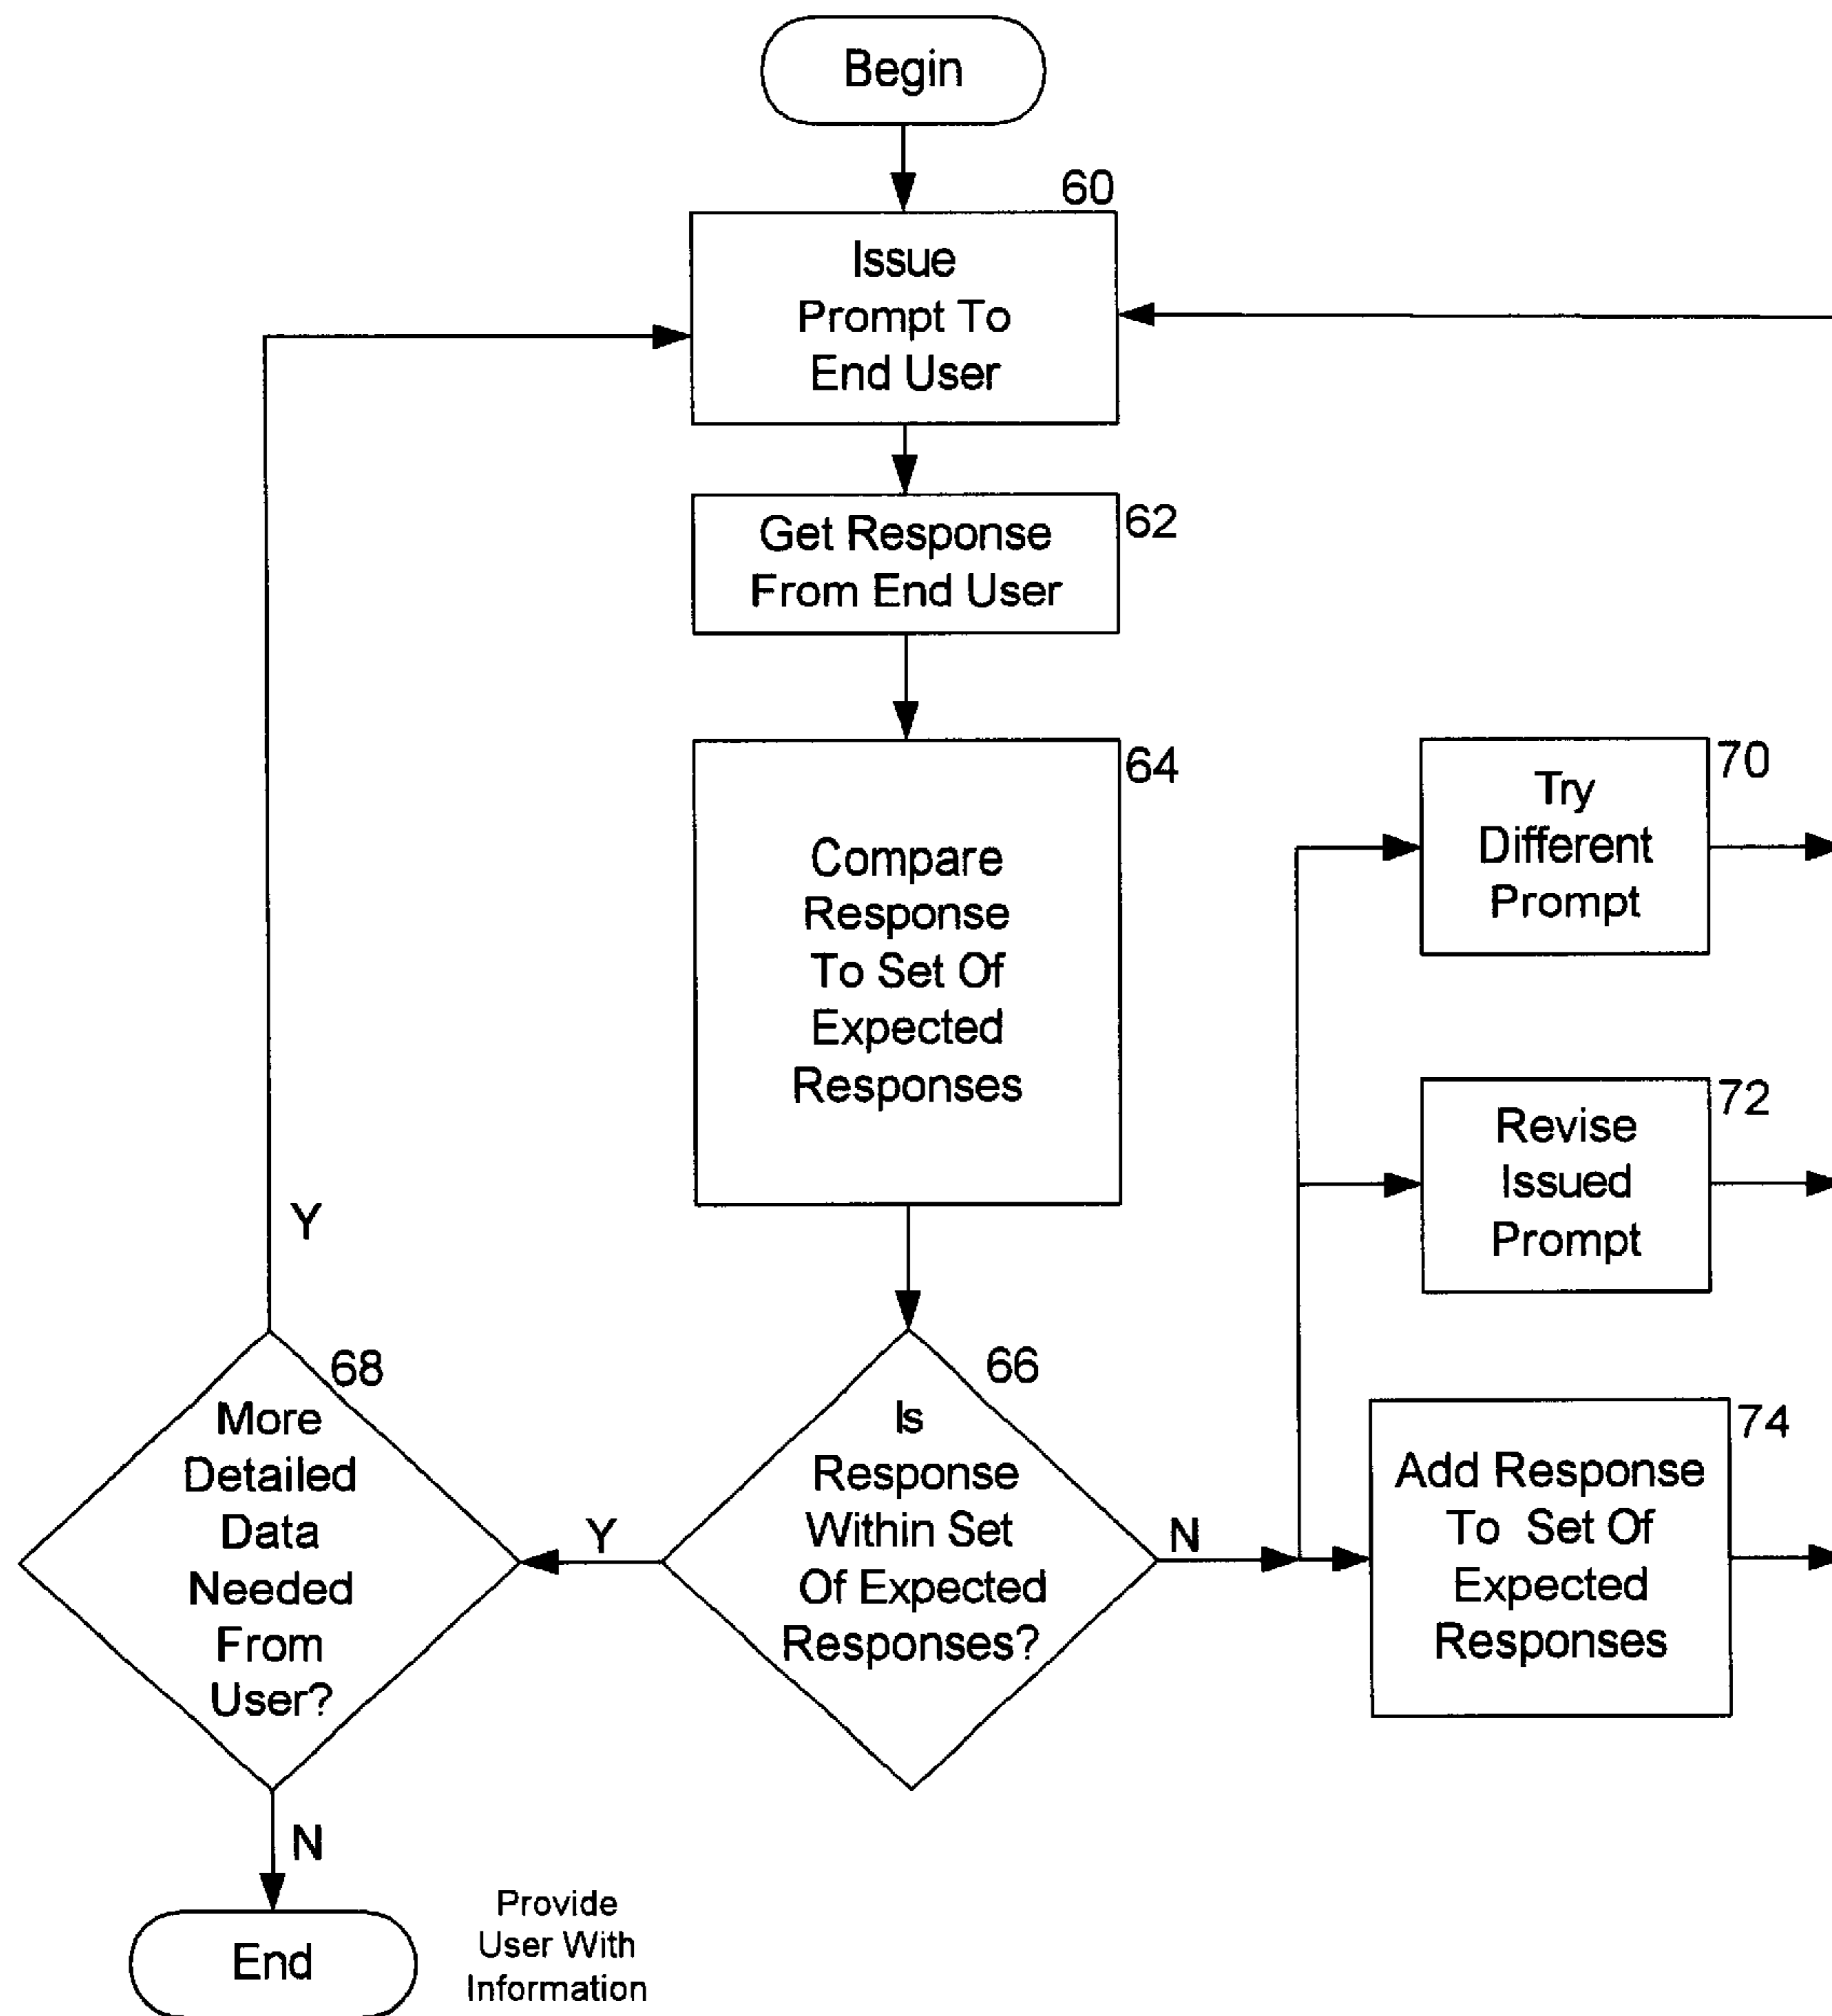 Begin
60
Issue
Prompt To
End User
62
Get Response
From End User
64
Compare
Response
To Set Of
Expected
Responses
70
Try
Different
Prompt
72
Revise
Issued
Prompt
Y
68
More
Detailed
Data
Needed
From
User?
Y
66
Is
Response
Within Set
Of Expected
Responses?
N
74
Add Response
To Set Of
Expected
Responses
N
End
Provide
User With
Information